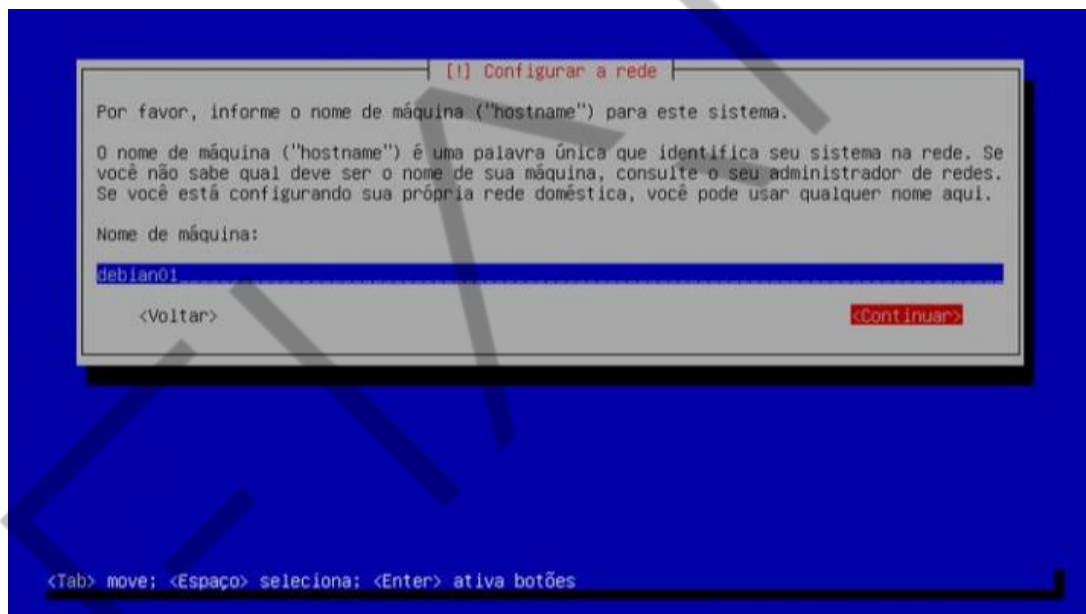 [!] Configurar a rede
Por favor, informe o nome de máquina ("hostname") para este sistema.
O nome de máquina ("hostname") é uma palavra única que identifica seu sistema na rede. Se
você não sabe qual deve ser o nome de sua máquina, consulte o seu administrador de redes.
Se você está configurando sua própria rede doméstica, você pode usar qualquer nome aqui.
Nome de máquina:
debian01
<Voltar> <Continuar>
<Tab> move; <Espaço> seleciona; <Enter> ativa botões